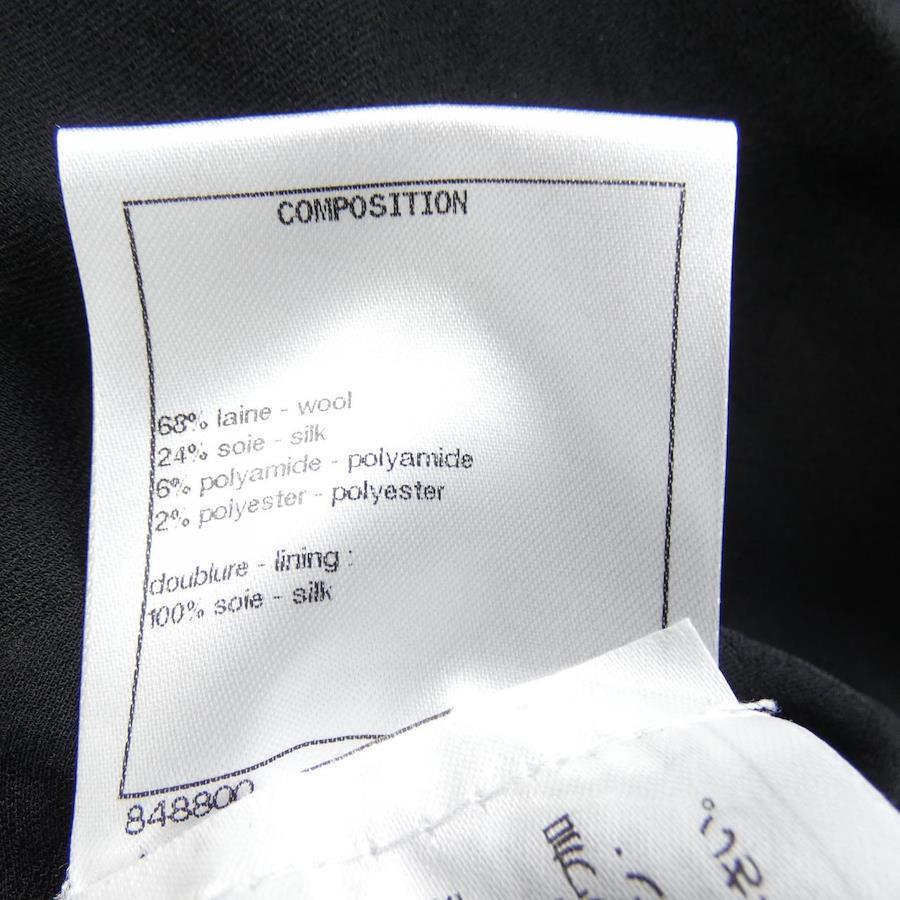 COMPOSITION
68% laine - wool
24% soie - silk
6% polyamide - polyamide
2% polyester - polyester
doublure - lining :
100% soie - silk
848800